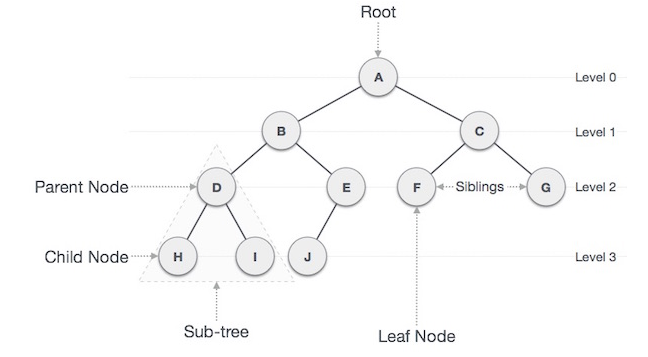 Root
A
Level 0
B
C
Level 1
Parent Node
D
E
F
Siblings
G
Level 2
Child Node
H
I
J
Level 3
Sub-tree
Leaf Node